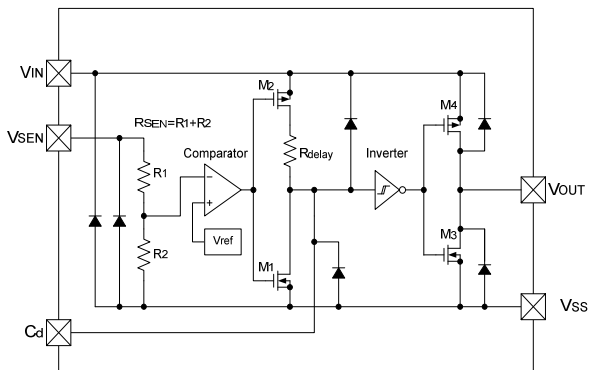 VIN
M2
M4
RSEN=R1+R2
VSEN
Comparator
Rdelay
Inverter
R1
−
+
VOUT
Vref
R2
M1
M3
VSS
Cd